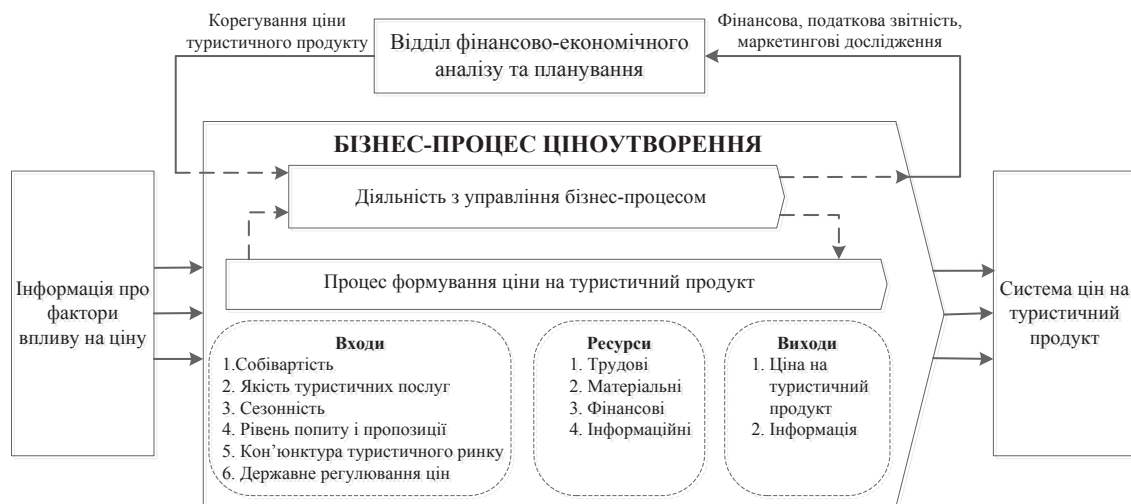 Корегування ціни
туристичного продукту
Відділ фінансово-економічного
аналізу та планування
Фінансова, податкова звітність,
маркетингові дослідження
БІЗНЕС-ПРОЦЕС ЦІНОУТВОРЕННЯ
Діяльність з управління бізнес-процесом
Процес формування ціни на туристичний продукт
Інформація про
фактори
впливу на ціну
Входи
1.Собівартість
2. Якість туристичних послуг
3. Сезонність
4. Рівень попиту і пропозиції
5. Кон’юнктура туристичного ринку
6. Державне регулювання цін
Ресурси
1. Трудові
2. Матеріальні
3. Фінансові
4. Інформаційні
Виходи
1. Ціна на
туристичний
продукт
2. Інформація
Система цін на
туристичний
продукт